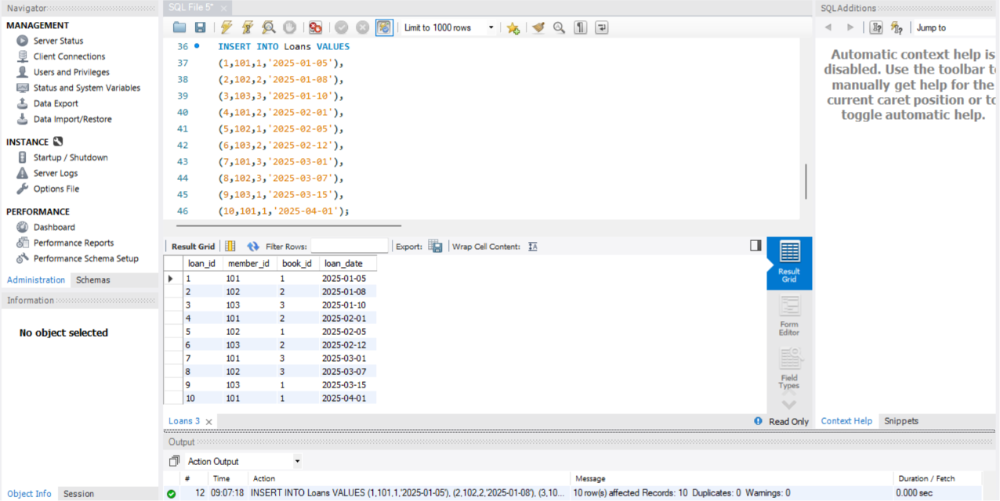 Navigator
MANAGEMENT
Server Status
Client Connections
Users and Privileges
Status and System Variables
Data Export
Data Import/Restore
INSTANCE
Startup / Shutdown
Server Logs
Options File
PERFORMANCE
Dashboard
Performance Reports
Performance Schema Setup
Administration Schemas
Information
No object selected
Object Info Session
SQL File 5*
Limit to 1000 rows
36 INSERT INTO Loans VALUES
37 (1,101,1,'2025-01-05'),
38 (2,102,2,'2025-01-08'),
39 (3,103,3,'2025-01-10'),
40 (4,101,2,'2025-02-01'),
41 (5,102,1,'2025-02-05'),
42 (6,103,2,'2025-02-12'),
43 (7,101,3,'2025-03-01'),
44 (8,102,3,'2025-03-07'),
45 (9,103,1,'2025-03-15'),
46 (10,101,1,'2025-04-01');
Result Grid Filter Rows: Export: Wrap Cell Content:
loan_id member_id book_id loan_date
1 101 1 2025-01-05
2 102 2 2025-01-08
3 103 3 2025-01-10
4 101 2 2025-02-01
5 102 1 2025-02-05
6 103 2 2025-02-12
7 101 3 2025-03-01
8 102 3 2025-03-07
9 103 1 2025-03-15
10 101 1 2025-04-01
Result
Grid
Form
Editor
Field
Types
Loans 3
Read Only
Output
Action Output
# Time Action Message Duration / Fetch
12 09:07:18 INSERT INTO Loans VALUES (1,101,1,'2025-01-05'), (2,102,2,'2025-01-08'), (3,10... 10 row(s) affected Records: 10 Duplicates: 0 Warnings: 0 0.000 sec
SQLAdditions
Jump to
Automatic context help is
disabled. Use the toolbar t
manually get help for the
current caret position or to
toggle automatic help.
Context Help Snippets